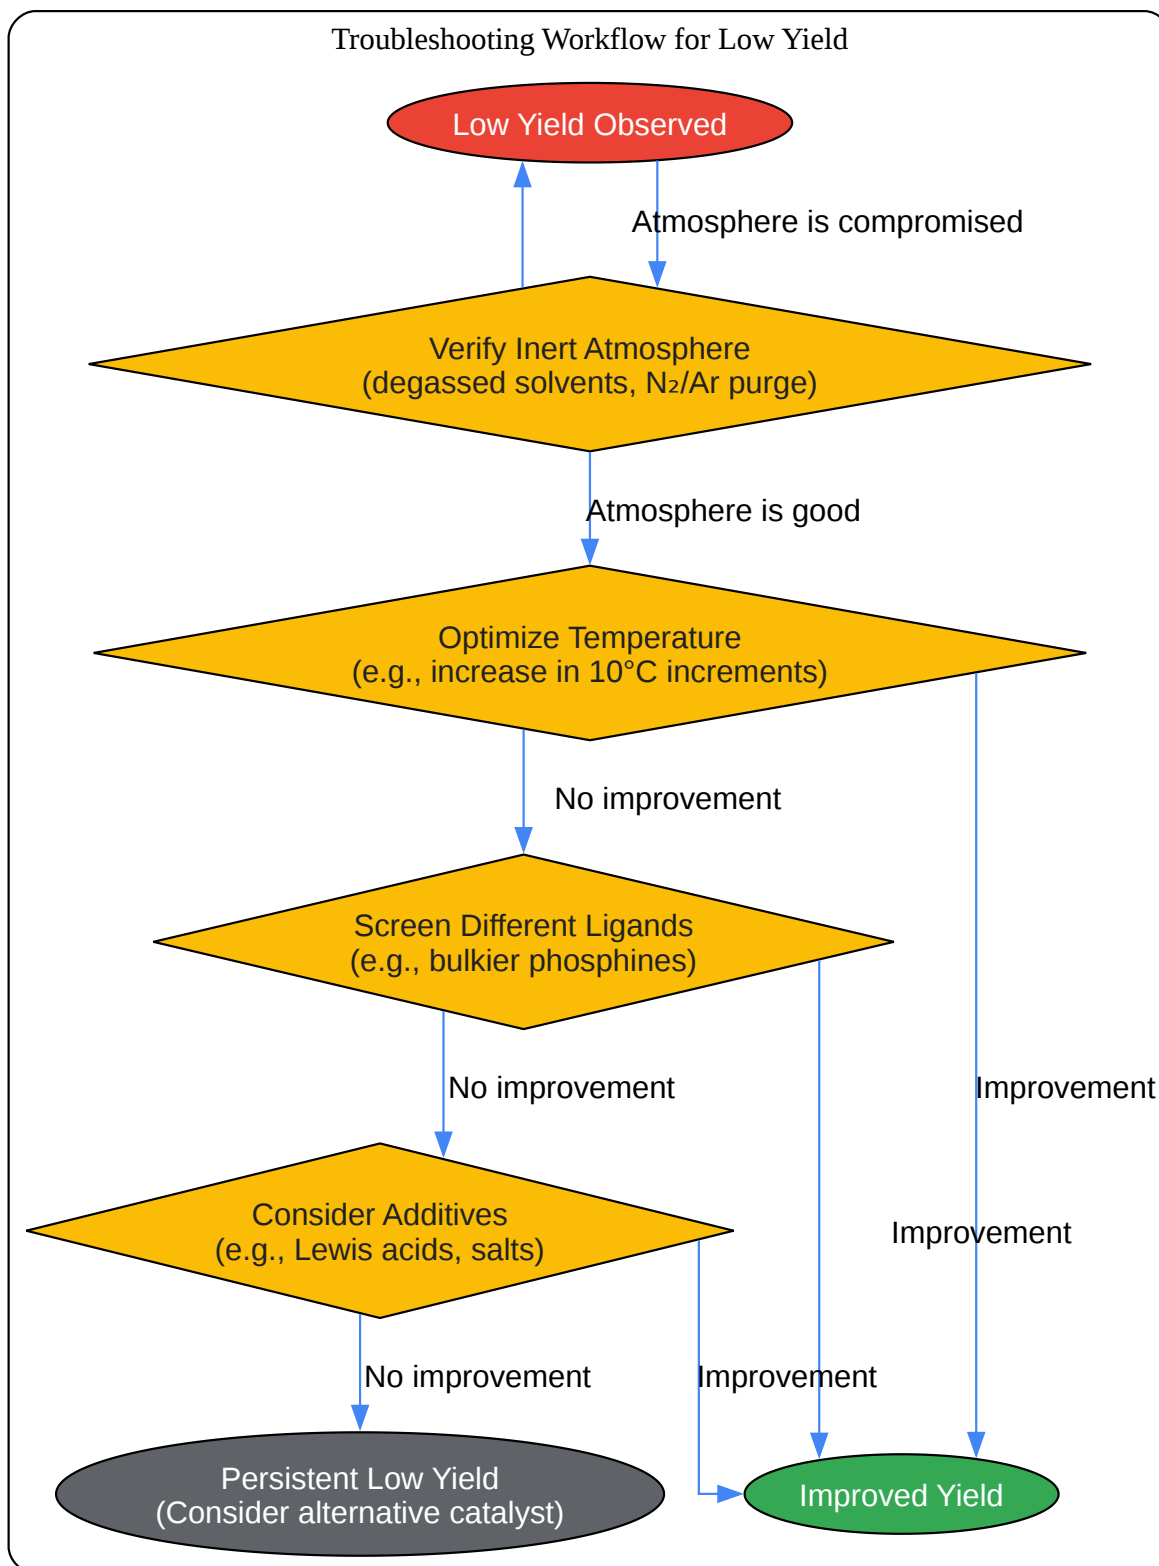 Troubleshooting Workflow for Low Yield
Low Yield Observed
Atmosphere is compromised
Verify Inert Atmosphere
(degassed solvents, N₂/Ar purge)
Atmosphere is good
Optimize Temperature
(e.g., increase in 10°C increments)
No improvement
Screen Different Ligands
(e.g., bulkier phosphines)
No improvement
Improvement
Consider Additives
(e.g., Lewis acids, salts)
Improvement
No improvement
Improvement
Persistent Low Yield
(Consider alternative catalyst)
Improved Yield